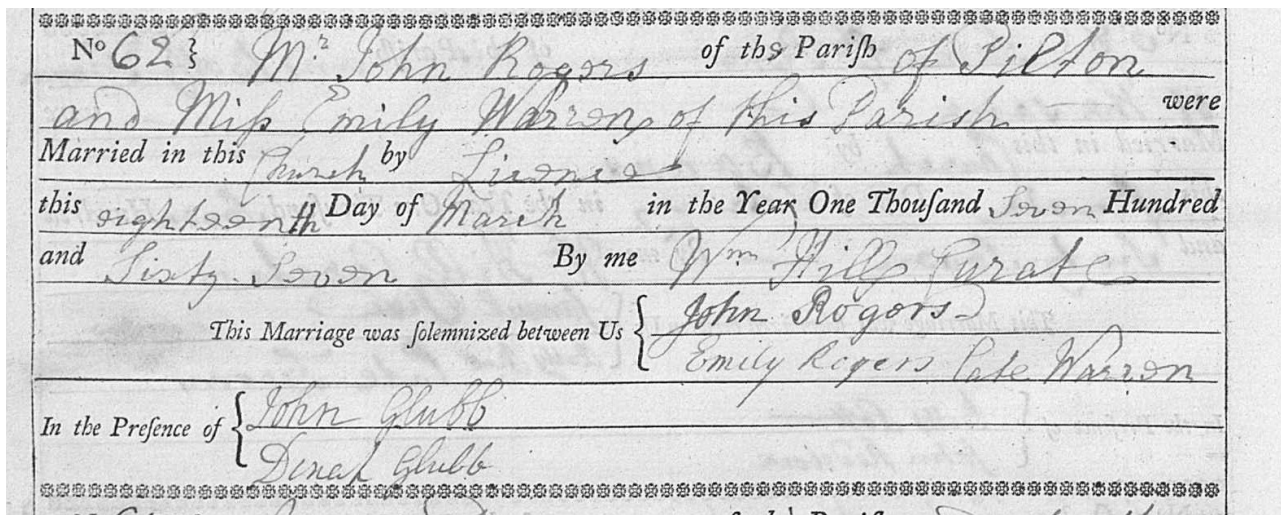 No 62} Mr John Rogers of the Pariſh of Pilton
and Miſs Emily Warren of this Parish were
Married in this Church by Licence
this eighteenth Day of March in the Year One Thouſand Seven Hundred
and Sixty Seven By me Wm Hill Curate
This Marriage was ſolemnized between Us { John Rogers
Emily Rogers late Warren
In the Preſence of { John Glubb
Dinah Glubb